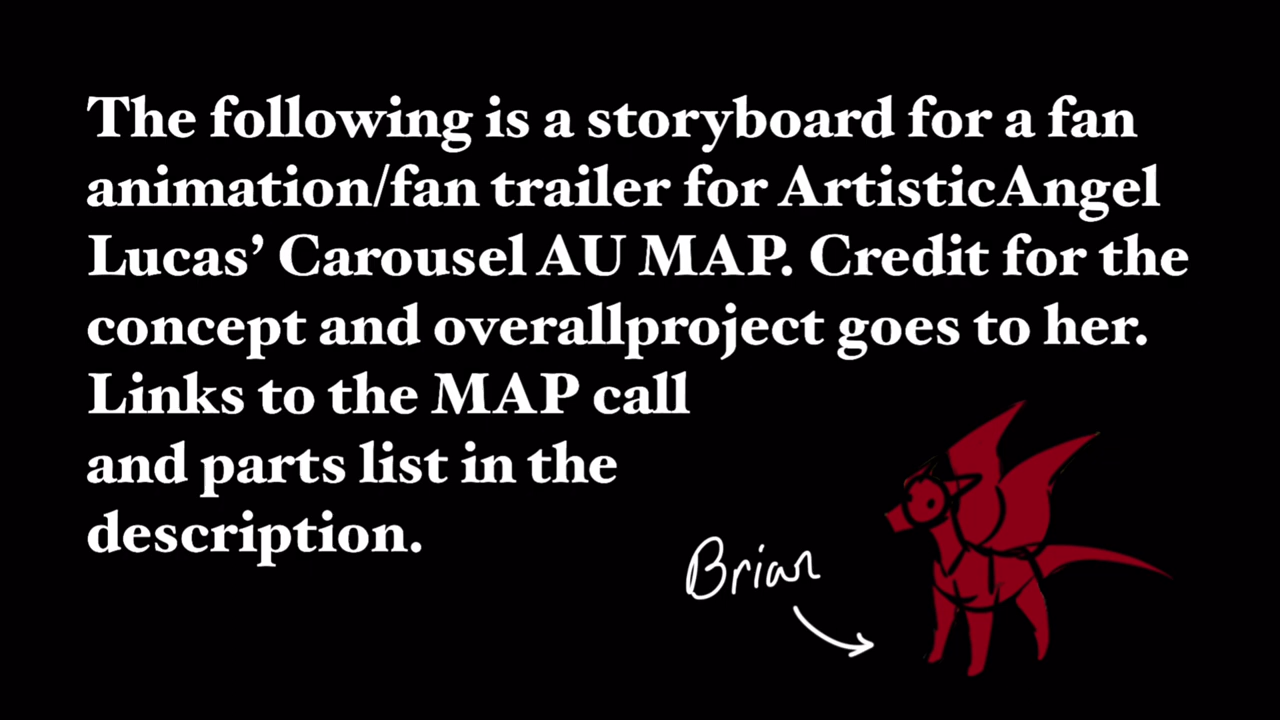 The following is a storyboard for a fan
animation/fan trailer for ArtisticAngel
Lucas’ Carousel AU MAP. Credit for the
concept and overallproject goes to her.
Links to the MAP call
and parts list in the
description.
Brian